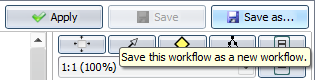 Apply Save Save as...
Save this workflow as a new workflow.
1:1 (100%)